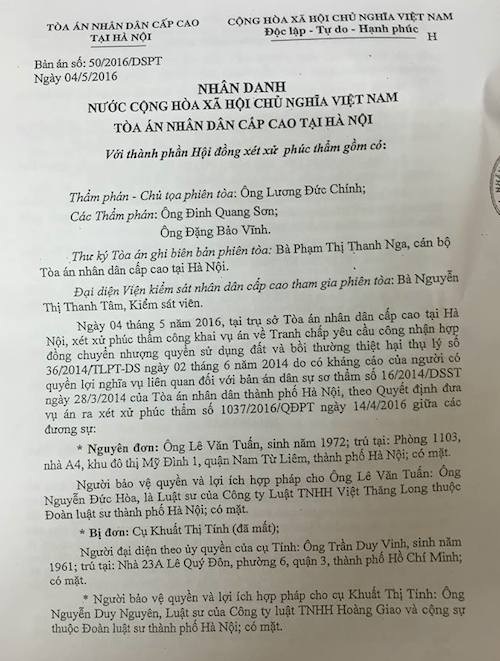 TÒA ÁN NHÂN DÂN CẤP CAO
TẠI HÀ NỘI
CỘNG HÒA XÃ HỘI CHỦ NGHĨA VIỆT NAM
Độc lập - Tự do - Hạnh phúc
H
Bản án số: 50/2016/DSPT
Ngày 04/5/2016
NHÂN DANH
NƯỚC CỘNG HÒA XÃ HỘI CHỦ NGHĨA VIỆT NAM
TÒA ÁN NHÂN DÂN CẤP CAO TẠI HÀ NỘI
Với thành phần Hội đồng xét xử phúc thẩm gồm có:
Thẩm phán - Chủ tọa phiên tòa: Ông Lương Đức Chính;
Các Thẩm phán: Ông Đinh Quang Sơn;
Ông Đặng Bảo Vĩnh.
Thư ký Tòa án ghi biên bản phiên tòa: Bà Phạm Thị Thanh Nga, cán bộ
Tòa án nhân dân cấp cao tại Hà Nội.
Đại diện Viện kiểm sát nhân dân cấp cao tham gia phiên tòa: Bà Nguyễn
Thị Thanh Tâm, Kiểm sát viên.
Ngày 04 tháng 5 năm 2016, tại trụ sở Tòa án nhân dân cấp cao tại Hà
Nội, xét xử phúc thẩm công khai vụ án về Tranh chấp yêu cầu công nhận hợp
đồng chuyển nhượng quyền sử dụng đất và bồi thường thiệt hại thụ lý số
36/2014/TLPT-DS ngày 02 tháng 6 năm 2014 do có kháng cáo của người có
quyền lợi nghĩa vụ liên quan đối với bản án dân sự sơ thẩm số 16/2014/DSST
ngày 28/3/2014 của Tòa án nhân dân thành phố Hà Nội, theo Quyết định đưa
vụ án ra xét xử phúc thẩm số 1037/2016/QĐPT ngày 14/4/2016 giữa các
đương sự:
* Nguyên đơn: Ông Lê Văn Tuấn, sinh năm 1972; trú tại: Phòng 1103,
nhà A4, khu đô thị Mỹ Đình 1, quận Nam Từ Liêm, thành phố Hà Nội; có mặt.
Người bảo vệ quyền và lợi ích hợp pháp cho Ông Lê Văn Tuấn: Ông
Nguyễn Đức Hòa, là Luật sư của Công ty Luật TNHH Việt Thăng Long thuộc
Đoàn luật sư thành phố Hà Nội; có mặt.
* Bị đơn: Cụ Khuất Thị Tính (đã mất);
Người đại diện theo ủy quyền của cụ Tính: Ông Trần Duy Vinh, sinh năm
1961; trú tại: Nhà 23A Lê Quý Đôn, phường 6, quận 3, thành phố Hồ Chí Minh;
có mặt.
* Người bảo vệ quyền và lợi ích hợp pháp cho cụ Khuất Thị Tính: Ông
Nguyễn Duy Nguyên, Luật sư của Công ty luật TNHH Hoàng Giao và cộng sự
thuộc Đoàn luật sư thành phố Hà Nội; có mặt.